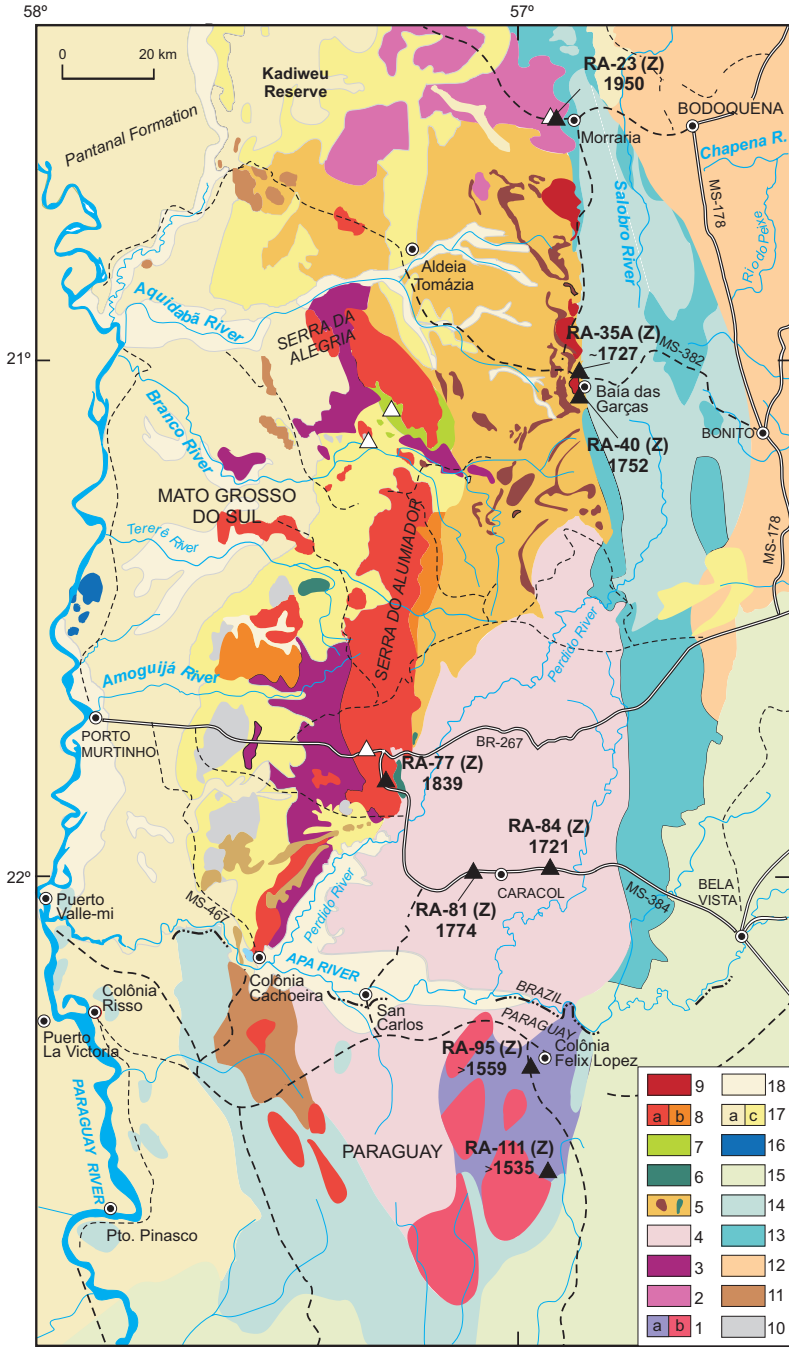 58º
57º
0 20 km
Kadiweu
Reserve
RA-23 (Z)
1950
BODOQUENA
Pantanal Formation
Morraria
Chapena R.
MS-178
Salobro River
Rio do Peixe
Aldeia
Tomázia
Aquidabã River
SERRA DA
ALEGRIA
RA-35A (Z)
~1727
MS-382
21º
Baía das
Garças
Branco River
BONITO
RA-40 (Z)
1752
MATO GROSSO
DO SUL
SERRA DO ALUMIADOR
Tererê River
MS-178
Perdido River
Amoguijá River
PORTO
MURTINHO
BR-267
RA-77 (Z)
1839
RA-84 (Z)
1721
22º
CARACOL
Puerto
Valle-mi
MS-467
Perdido River
RA-81 (Z)
1774
MS-384
BELA
VISTA
APA RIVER
Colônia
Cachoeira
BRAZIL
PARAGUAY
Colônia
Risso
San
Carlos
Puerto
La Victoria
RA-95 (Z)
>1559
Colônia
Felix Lopez
PARAGUAY RIVER
PARAGUAY
RA-111 (Z)
>1535
Pto. Pinasco
9 18
a b 8 a c 17
7 16
6 15
5 14
4 13
3 12
2 11
a b 1 10